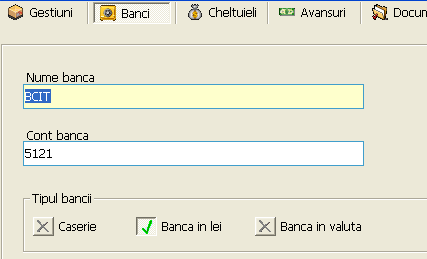 Gestiuni Banci Cheltuieli Avansuri Docum
Nume banca
BCIT
Cont banca
5121
Tipul bancii
Caserie Banca in lei Banca in valuta